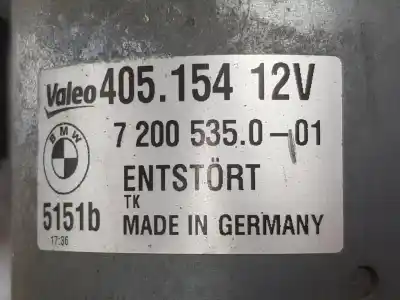 Valeo 405.154 12V
BMW 7 200 535.0-01
ENTSTÖRT
TK
5151b MADE IN GERMANY
17:36